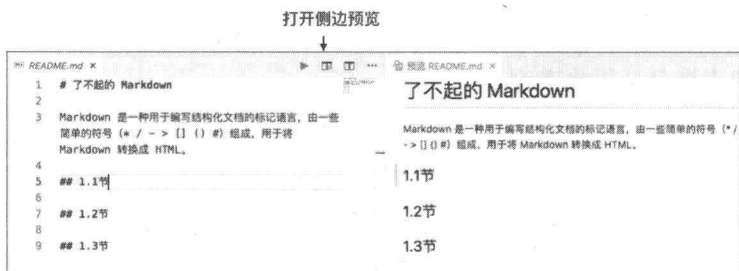 打开侧边预览
README.md ×
预览 README.md ×
1 # 了不起的 Markdown
2
3 Markdown 是一种用于编写结构化文档的标记语言，由一些
简单的符号（* / - > [] () #）组成，用于将
Markdown 转换成 HTML。
4
5 ## 1.1节
6
7 ## 1.2节
8
9 ## 1.3节
了不起的 Markdown
Markdown 是一种用于编写结构化文档的标记语言，由一些简单的符号（* /
- > [] () #）组成，用于将 Markdown 转换成 HTML。
1.1节
1.2节
1.3节